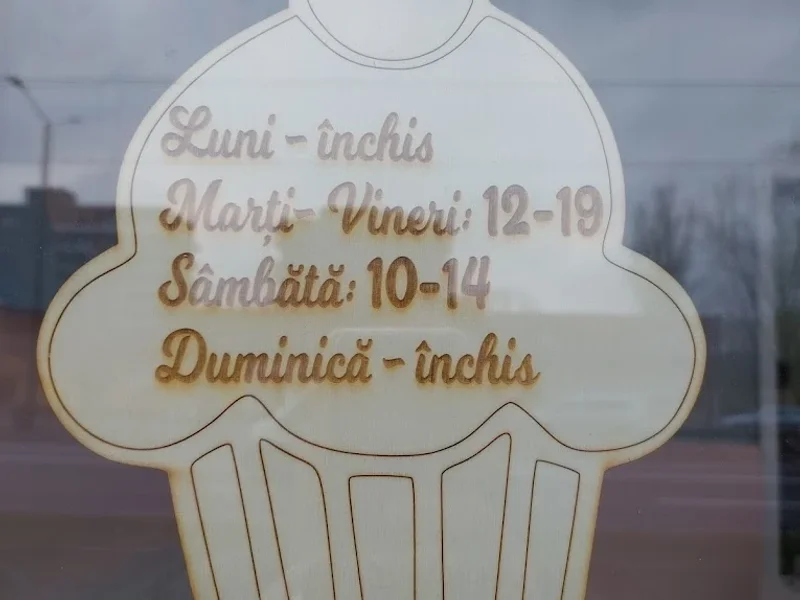 Luni - închis
Marți- Vineri: 12-19
Sâmbătă: 10-14
Duminică - închis